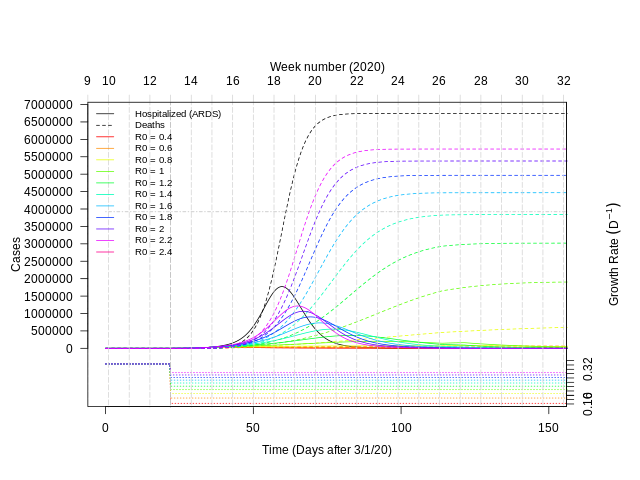 Week number (2020)
9 10 12 14 16 18 20 22 24 26 28 30 32
7000000
6500000
6000000
5500000
5000000
4500000
4000000
3500000
3000000
2500000
2000000
1500000
1000000
500000
0
Cases
Hospitalized (ARDS)
Deaths
R0 = 0.4
R0 = 0.6
R0 = 0.8
R0 = 1
R0 = 1.2
R0 = 1.4
R0 = 1.6
R0 = 1.8
R0 = 2
R0 = 2.2
R0 = 2.4
Growth Rate (D⁻¹)
0.32
0 50 100 150
Time (Days after 3/1/20)